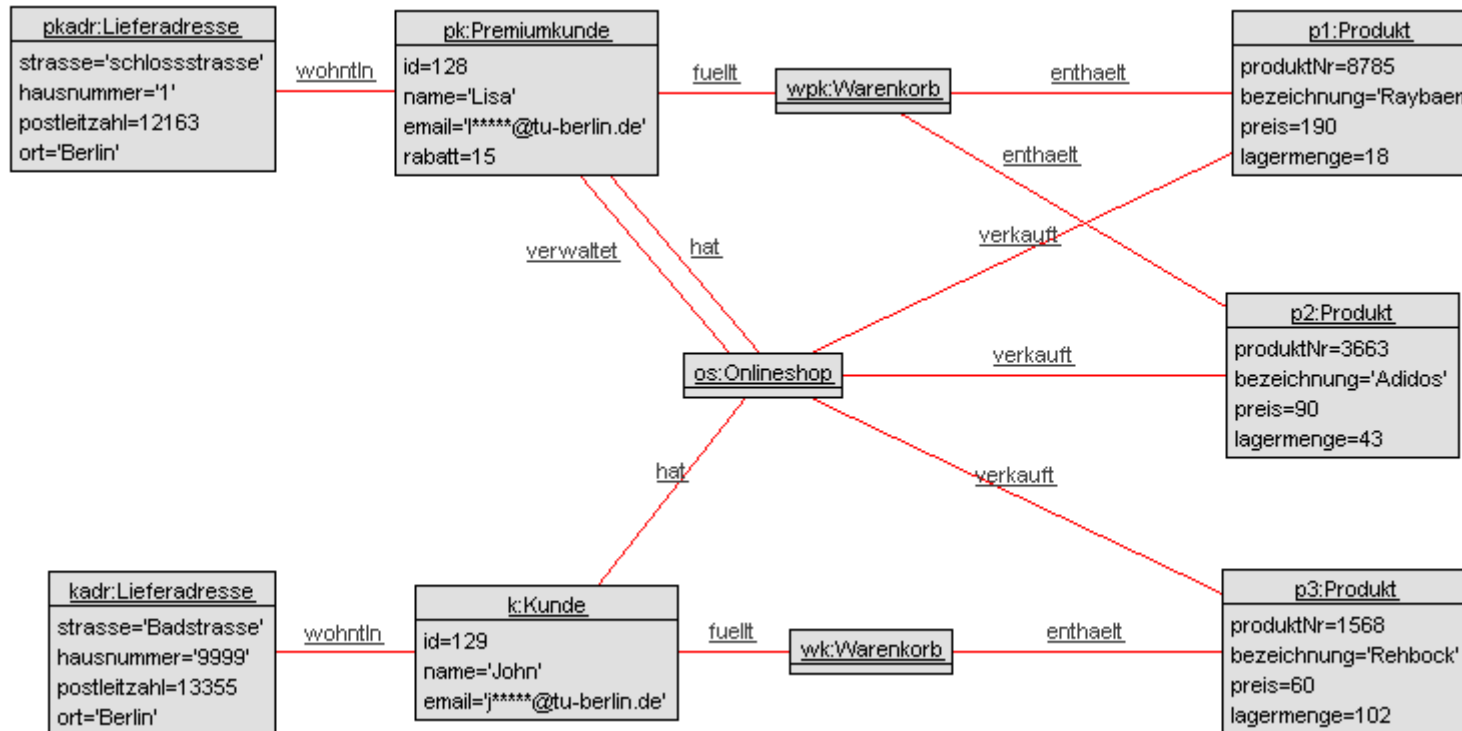 pkadr:Lieferadresse
strasse='schlossstrasse'
hausnummer='1'
postleitzahl=12163
ort='Berlin'
wohntIn
pk:Premiumkunde
id=128
name='Lisa'
email='l*****@tu-berlin.de'
rabatt=15
fuellt
wpk:Warenkorb
enthaelt
enthaelt
p1:Produkt
produktNr=8785
bezeichnung='Raybaen
preis=190
lagermenge=18
verwaltet
hat
verkauft
os:Onlineshop
verkauft
p2:Produkt
produktNr=3663
bezeichnung='Adidos'
preis=90
lagermenge=43
hat
verkauft
kadr:Lieferadresse
strasse='Badstrasse'
hausnummer='9999'
postleitzahl=13355
ort='Berlin'
wohntIn
k:Kunde
id=129
name='John'
email='j*****@tu-berlin.de'
fuellt
wk:Warenkorb
enthaelt
p3:Produkt
produktNr=1568
bezeichnung='Rehbock'
preis=60
lagermenge=102